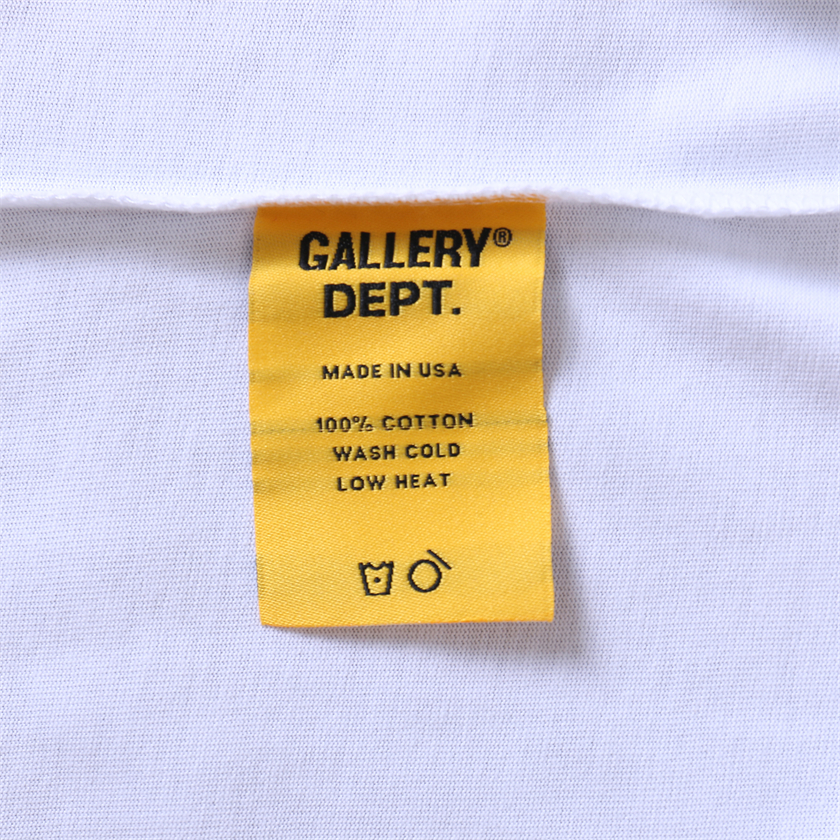 GALLERY®
DEPT.
MADE IN USA
100% COTTON
WASH COLD
LOW HEAT